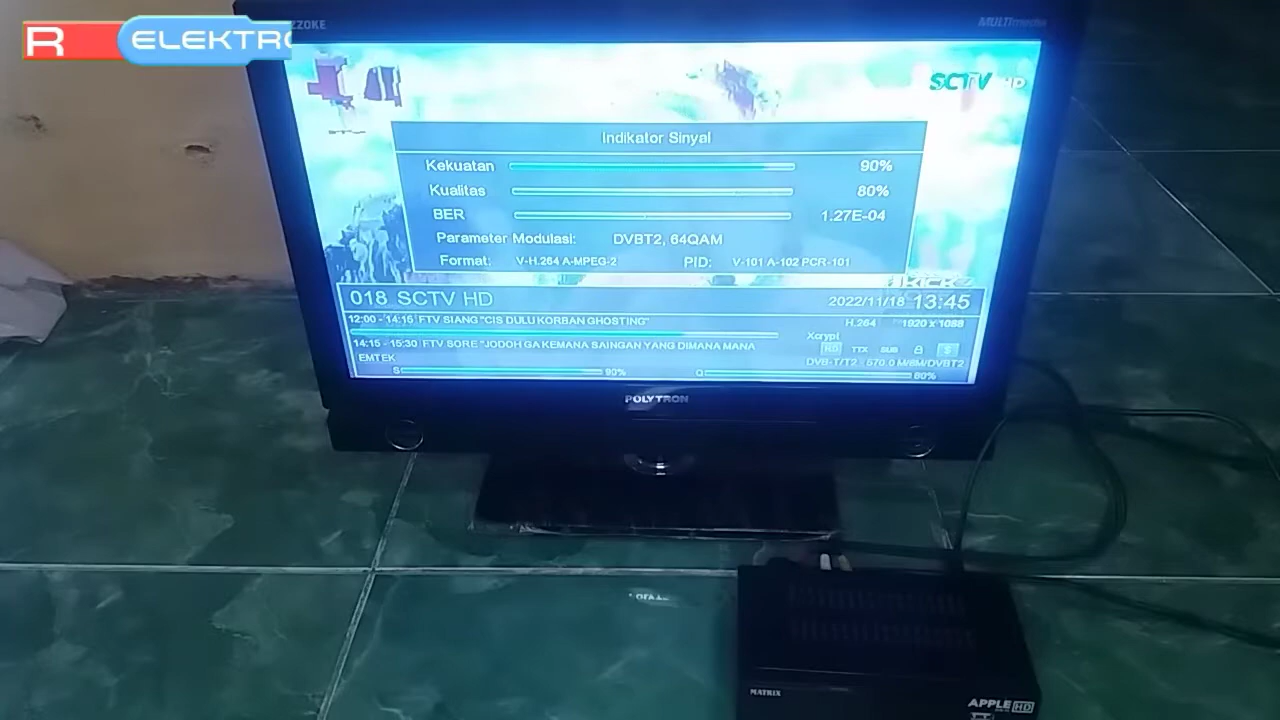 R ELEKTRO
ZZOKE
MULTImedia
SCTV HD
Indikator Sinyal
Kekuatan 90%
Kualitas 80%
BER 1.27E-04
Parameter Modulasi: DVBT2, 64QAM
Format: V-H.264 A-MPEG-2 PID: V-101 A-102 PCR-101
018 SCTV HD 2022/11/18 13:45
12:00 - 14:15 FTV SIANG "CIS DULU KORBAN GHOSTING" H.264 1920 x 1088
14:15 - 15:30 FTV SORE "JODOH GA KEMANA SAINGAN YANG DIMANA MANA
Xcrypt
HD TTX SUB $
EMTEK DVB-T/T2 - 570.0 M/8M/DVBT2
S 90% Q 80%
POLYTRON
MATRIX
APPLE HD